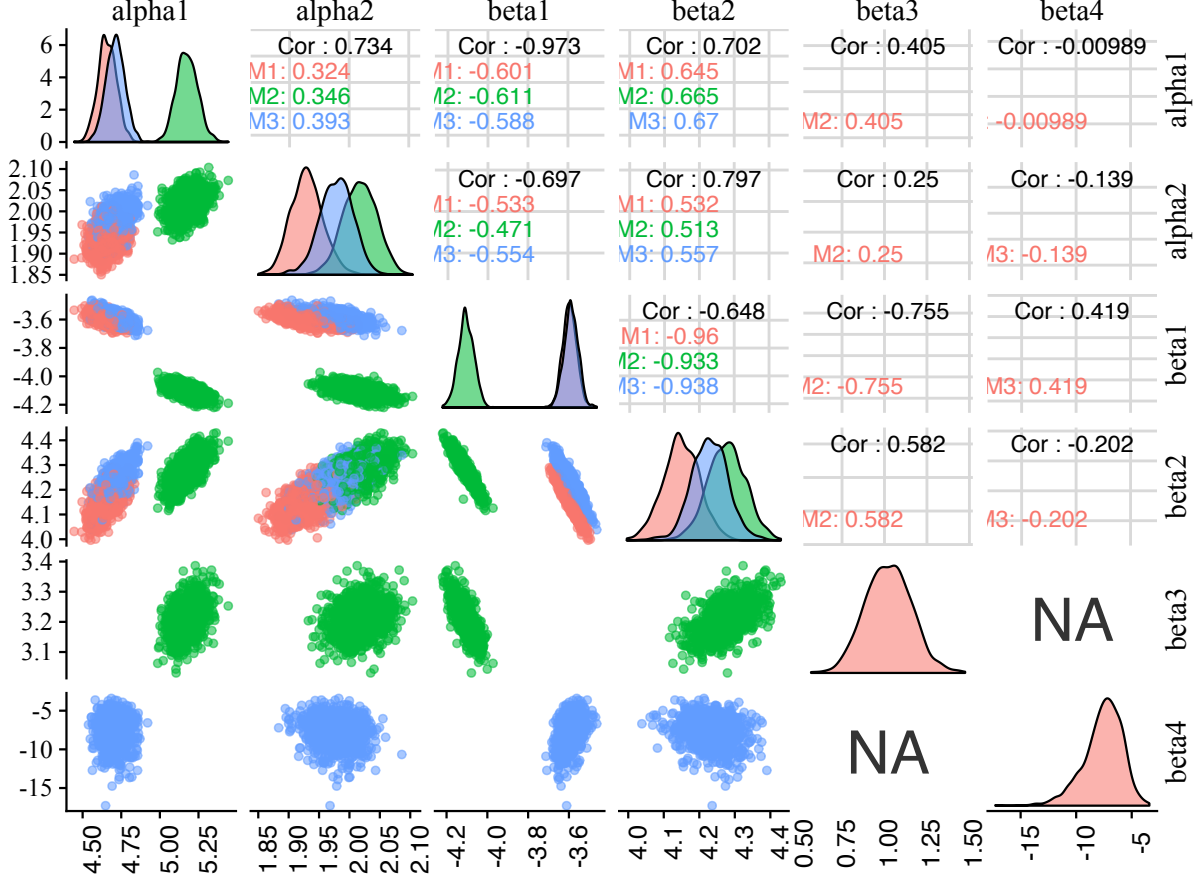 alpha1 alpha2 beta1 beta2 beta3 beta4
6 Cor : 0.734 Cor : -0.973 Cor : 0.702 Cor : 0.405 Cor : -0.00989 alpha1
4 M1: 0.324 M1: -0.601 M1: 0.645
2 M2: 0.346 M2: -0.611 M2: 0.665
0 M3: 0.393 M3: -0.588 M3: 0.67 M2: 0.405 : -0.00989
2.10 Cor : -0.697 Cor : 0.797 Cor : 0.25 Cor : -0.139 alpha2
2.05 M1: -0.533 M1: 0.532
2.00 M2: -0.471 M2: 0.513
1.95 M3: -0.554 M3: 0.557 M2: 0.25 M3: -0.139
1.90
1.85
-3.6 Cor : -0.648 Cor : -0.755 Cor : 0.419 beta1
-3.8 M1: -0.96
-4.0 M2: -0.933
-4.2 M3: -0.938 M2: -0.755 M3: 0.419
4.4 Cor : 0.582 Cor : -0.202 beta2
4.3
4.2
4.1 M2: 0.582 M3: -0.202
4.0
3.4 beta3
3.3
3.2 NA
3.1
-5 beta4
-10 NA
-15
4.50 4.75 5.00 5.25 1.85 1.90 1.95 2.00 2.05 2.10 -4.2 -4.0 -3.8 -3.6 4.0 4.1 4.2 4.3 4.4 0.50 0.75 1.00 1.25 1.50 -15 -10 -5